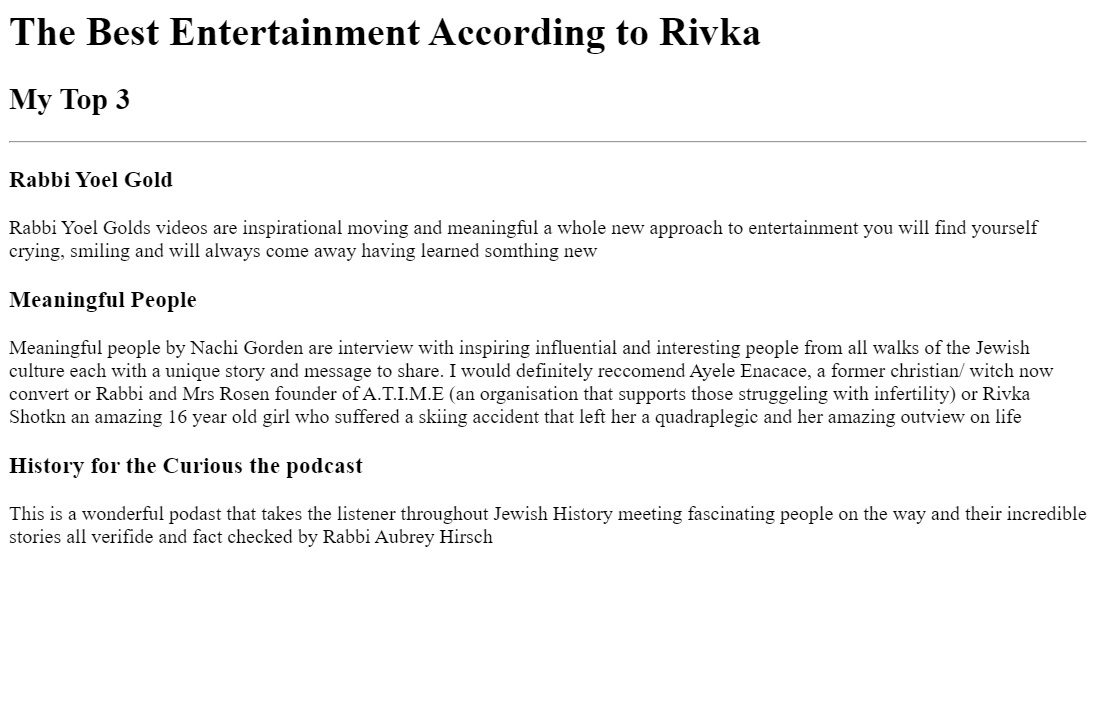 The Best Entertainment According to Rivka
My Top 3
Rabbi Yoel Gold
Rabbi Yoel Golds videos are inspirational moving and meaningful a whole new approach to entertainment you will find yourself
crying, smiling and will always come away having learned somthing new
Meaningful People
Meaningful people by Nachi Gorden are interview with inspiring influential and interesting people from all walks of the Jewish
culture each with a unique story and message to share. I would definitely reccomend Ayele Enacace, a former christian/ witch now
convert or Rabbi and Mrs Rosen founder of A.T.I.M.E (an organisation that supports those struggeling with infertility) or Rivka
Shotkn an amazing 16 year old girl who suffered a skiing accident that left her a quadraplegic and her amazing outview on life
History for the Curious the podcast
This is a wonderful podast that takes the listener throughout Jewish History meeting fascinating people on the way and their incredible
stories all verifide and fact checked by Rabbi Aubrey Hirsch